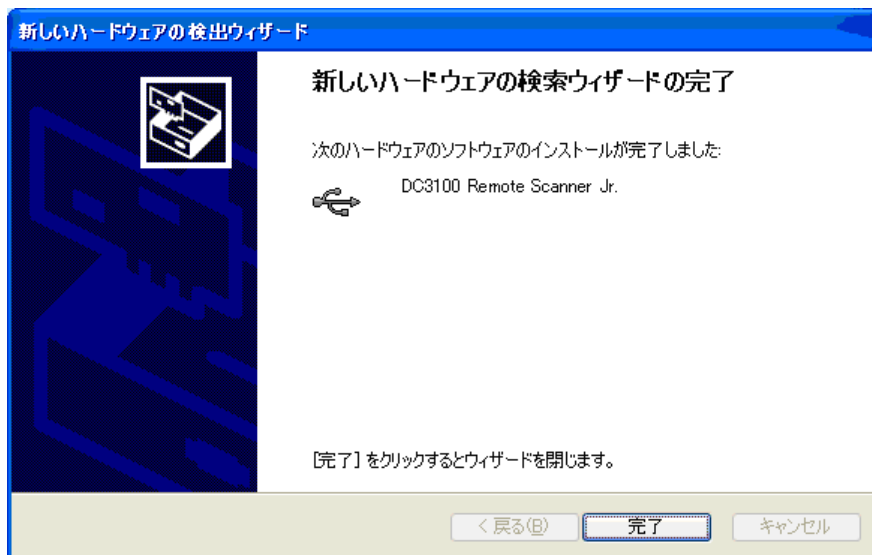 新しいハードウェアの検出ウィザード
新しいハードウェアの検索ウィザードの完了
次のハードウェアのソフトウェアのインストールが完了しました:
DC3100 Remote Scanner Jr.
[完了] をクリックするとウィザードを閉じます。
< 戻る(B)
完了
キャンセル